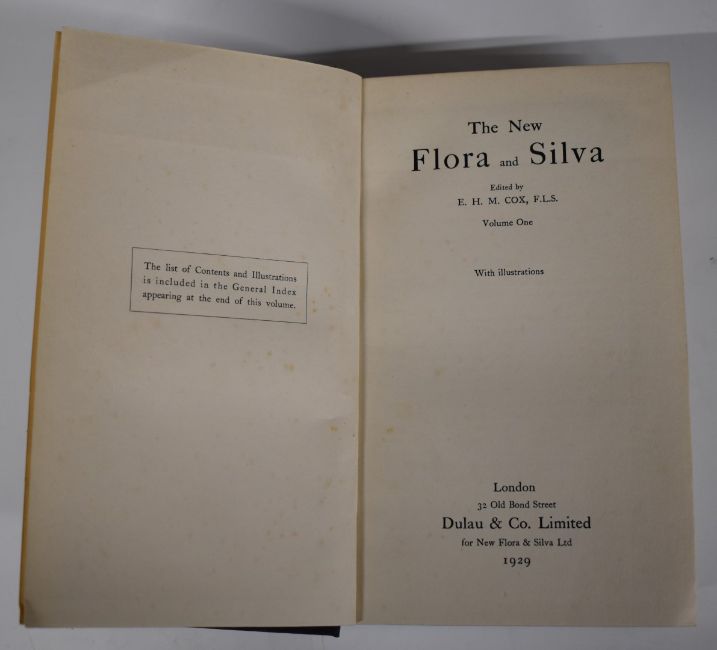 The list of Contents and Illustrations
is included in the General Index
appearing at the end of this volume.
The New
Flora and Silva
Edited by
E. H. M. COX, F.L.S.
Volume One
With illustrations
London
32 Old Bond Street
Dulau & Co. Limited
for New Flora & Silva Ltd
1929